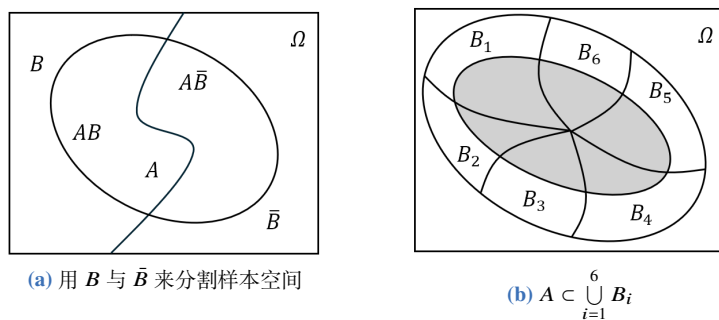 Ω
B
AB̄
AB
A
B̄
(a) 用 B 与 B̄ 来分割样本空间
Ω
B₁
B₆
B₅
B₂
B₃
B₄
6
(b) A ⊂ ⋃ Bᵢ
i=1